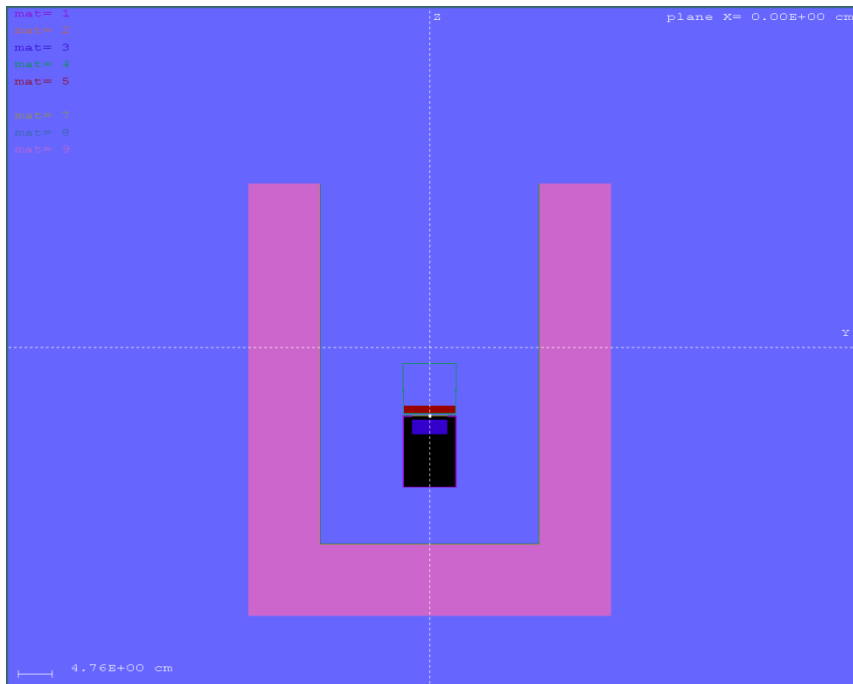 mat= 1
Z
plane X= 0.00E+00 cm
mat= 2
mat= 3
mat= 4
mat= 5
mat= 7
mat= 8
mat= 9
Y
4.76E+00 cm